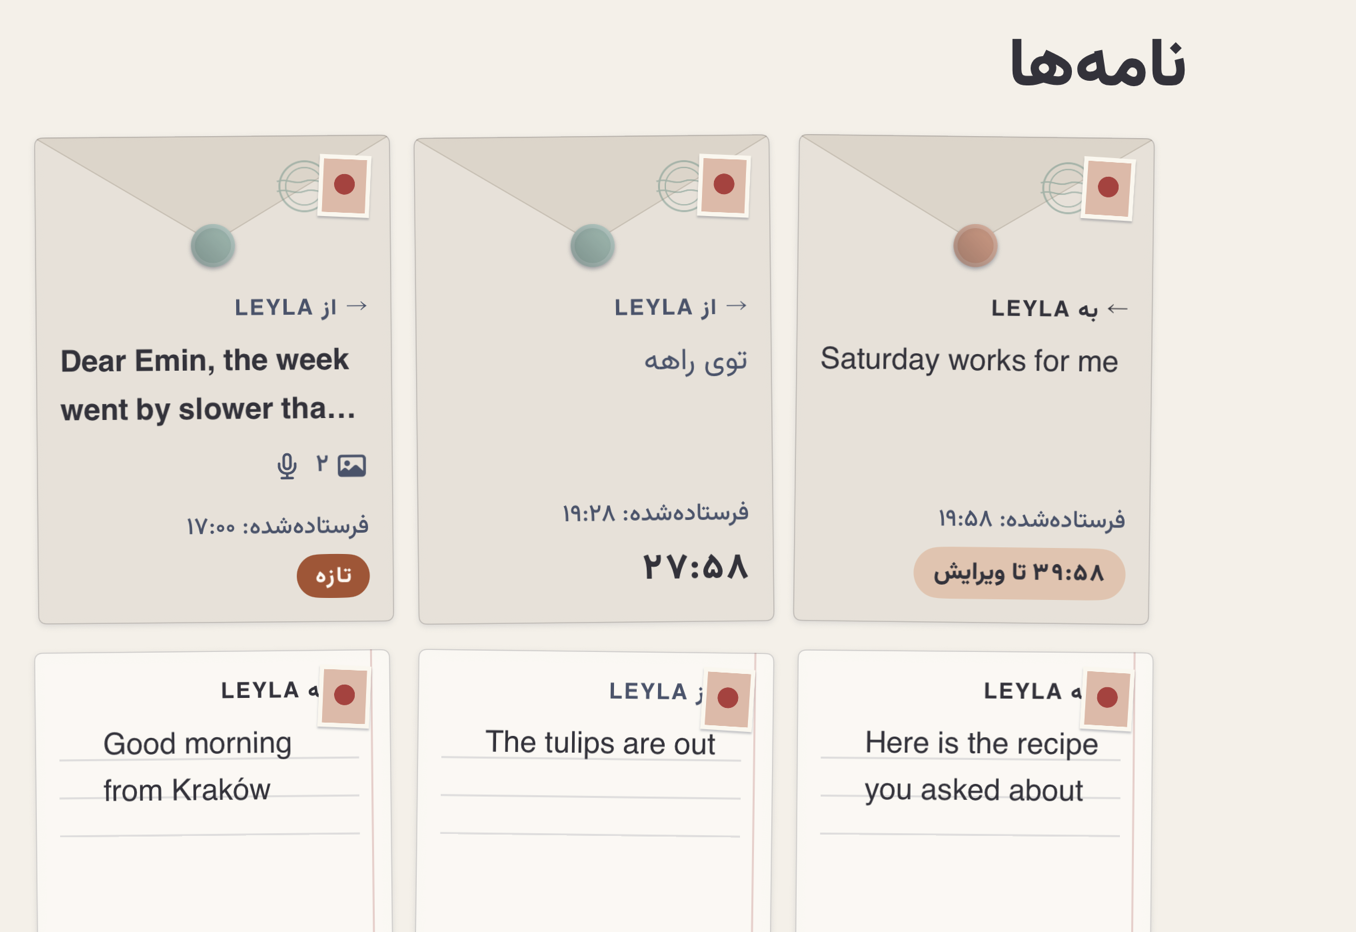 نامه‌ها
← به LEYLA
Saturday works for me
فرستاده‌شده: ۱۹:۵۸
۳۹:۵۸ تا ویرایش
→ از LEYLA
توی راهه
فرستاده‌شده: ۱۹:۲۸
۲۷:۵۸
→ از LEYLA
Dear Emin, the week
went by slower tha…
۲
فرستاده‌شده: ۱۷:۰۰
تازه
LEYLA
Here is the recipe
you asked about
LEYLA
The tulips are out
LEYLA
Good morning
from Kraków